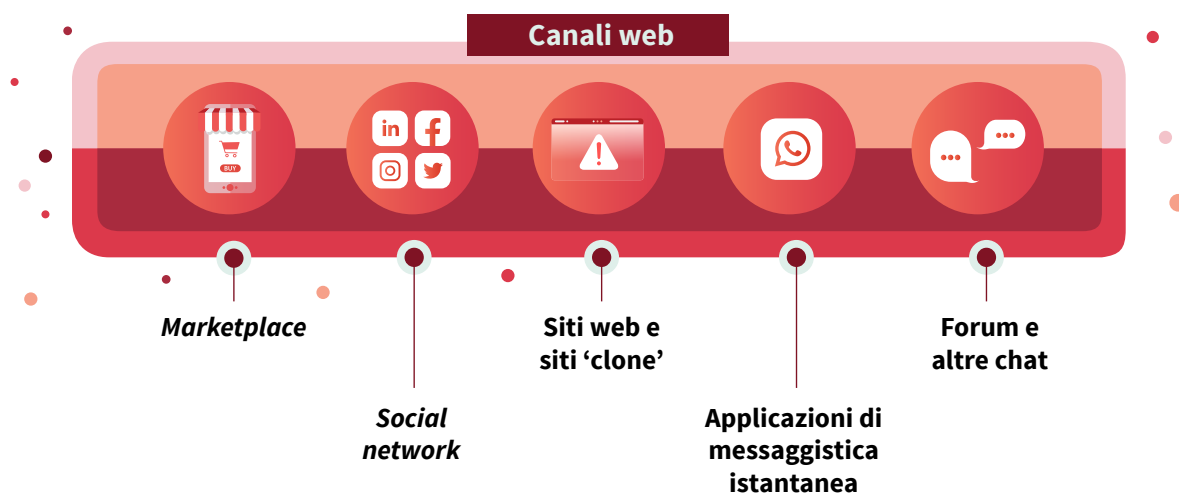 Canali web
BUY
in
Marketplace
Social
network
Siti web e
siti ‘clone’
Applicazioni di
messaggistica
istantanea
Forum e
altre chat